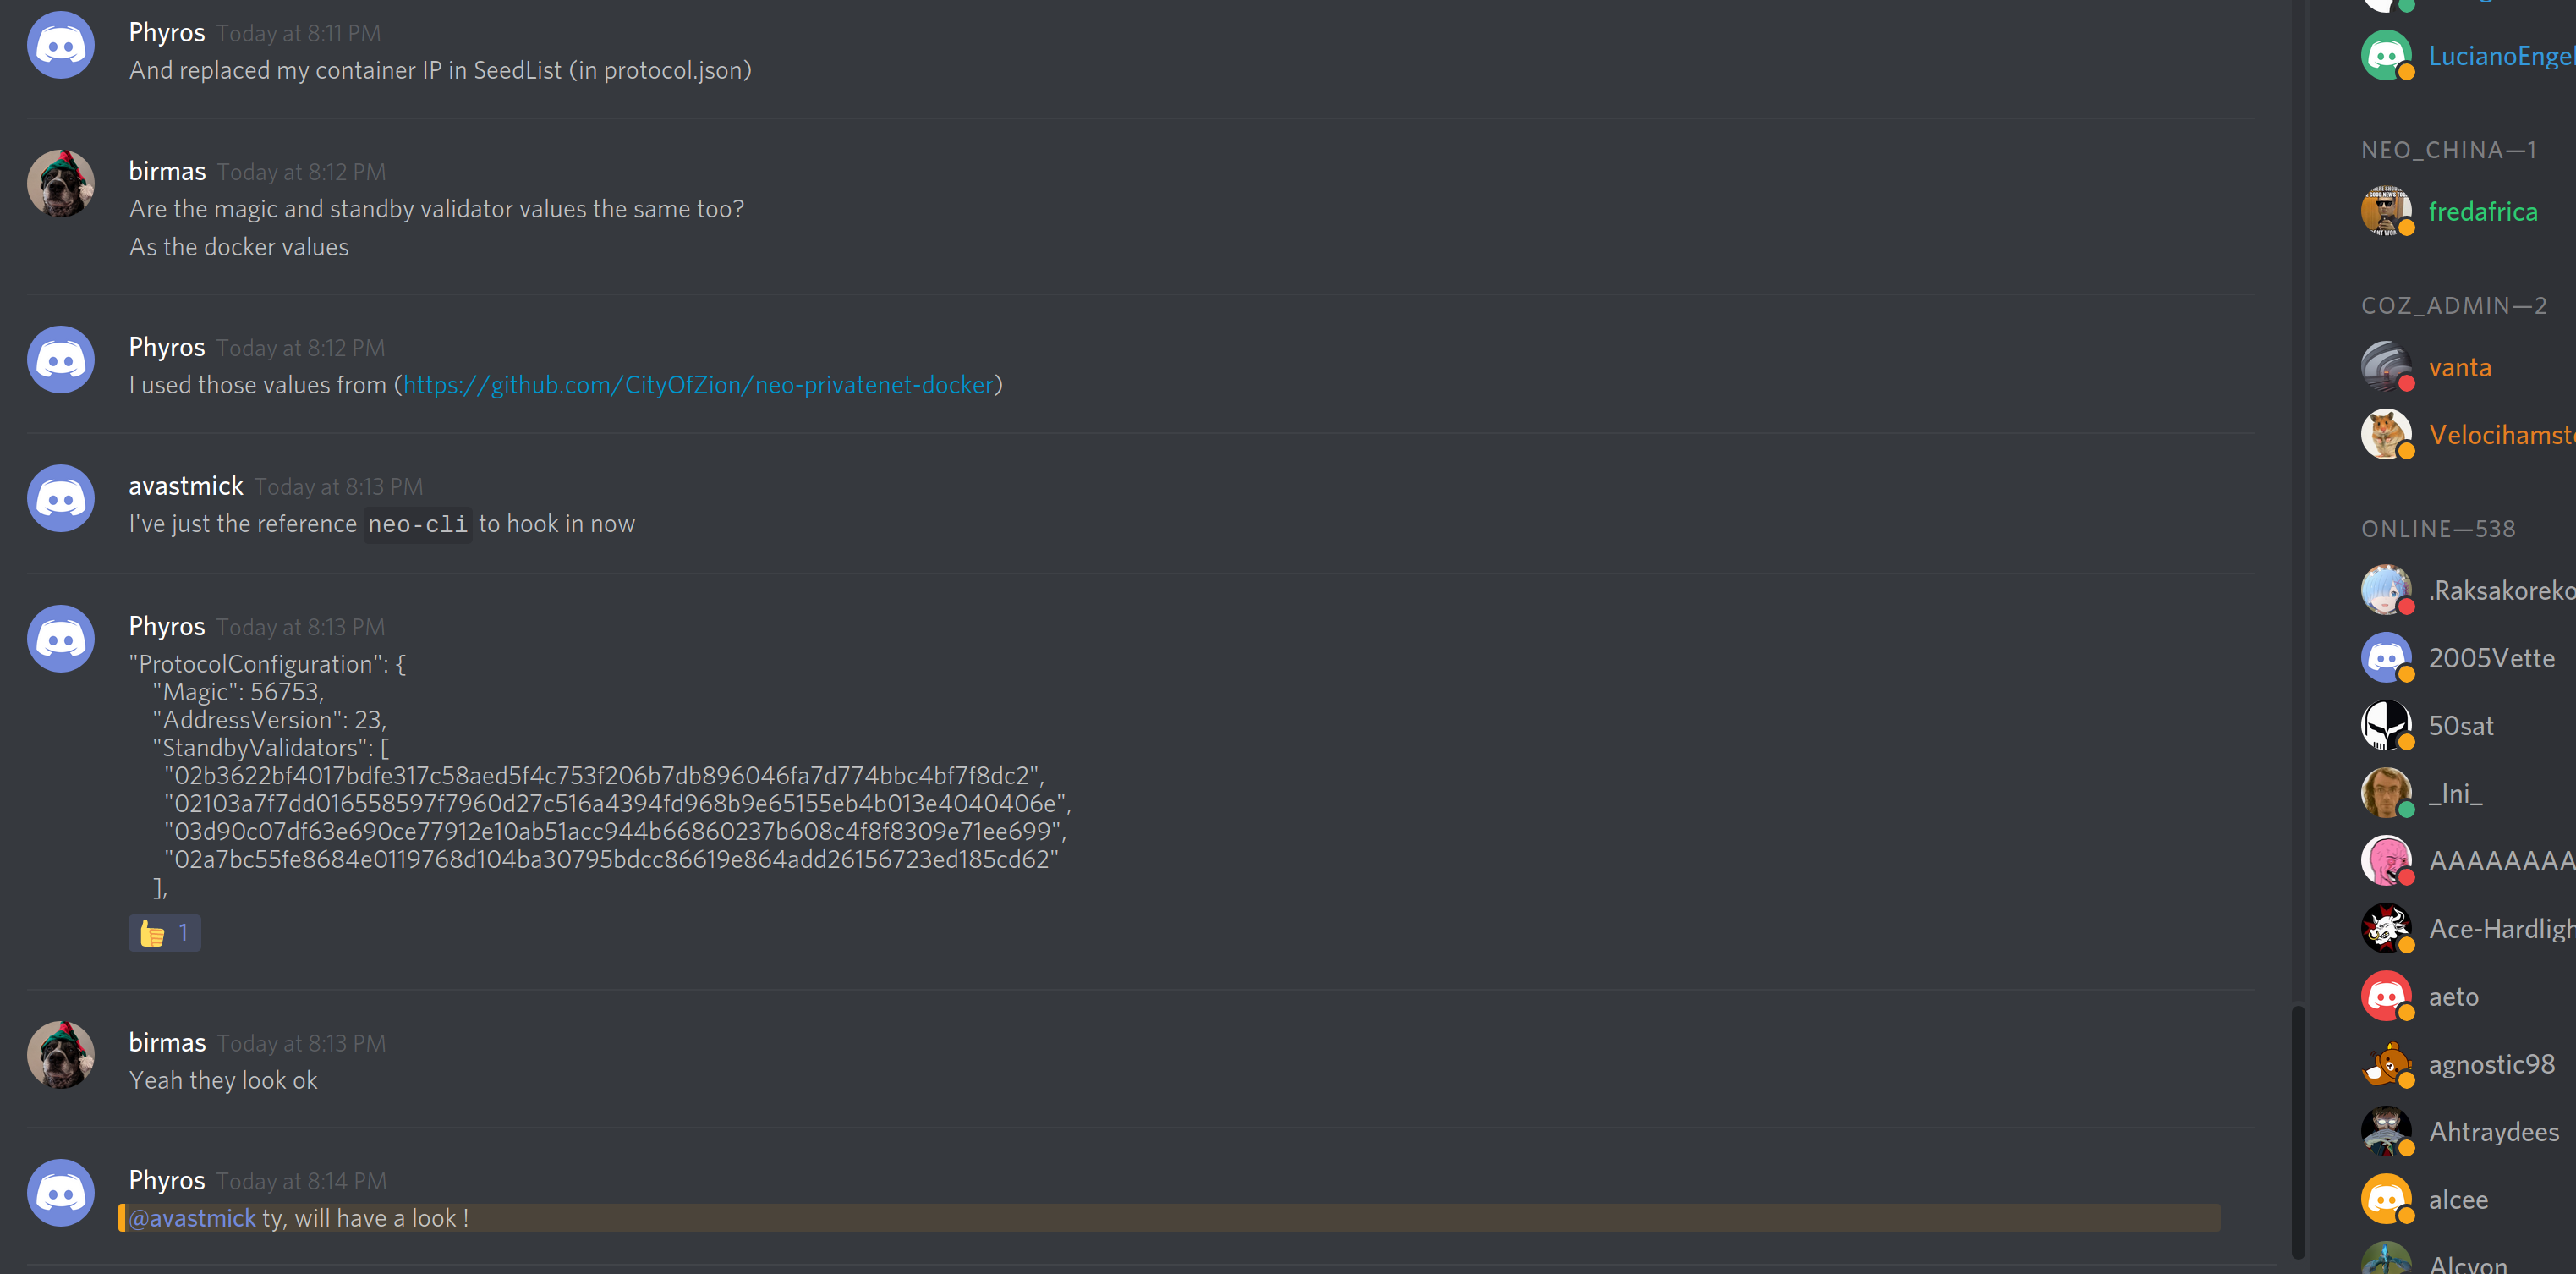 Phyros Today at 8:11 PM
And replaced my container IP in SeedList (in protocol.json)
birmas Today at 8:12 PM
Are the magic and standby validator values the same too?
As the docker values
Phyros Today at 8:12 PM
I used those values from (https://github.com/CityOfZion/neo-privatenet-docker)
avastmick Today at 8:13 PM
I've just the reference neo-cli to hook in now
Phyros Today at 8:13 PM
"ProtocolConfiguration": {
"Magic": 56753,
"AddressVersion": 23,
"StandbyValidators": [
"02b3622bf4017bdfe317c58aed5f4c753f206b7db896046fa7d774bbc4bf7f8dc2",
"02103a7f7dd016558597f7960d27c516a4394fd968b9e65155eb4b013e4040406e",
"03d90c07df63e690ce77912e10ab51acc944b66860237b608c4f8f8309e71ee699",
"02a7bc55fe8684e0119768d104ba30795bdcc86619e864add26156723ed185cd62"
],
1
birmas Today at 8:13 PM
Yeah they look ok
Phyros Today at 8:14 PM
@avastmick ty, will have a look !
LucianoEngel
NEO_CHINA—1
fredafrica
COZ_ADMIN—2
vanta
Velocihamst
ONLINE—538
.Raksakoreko
2005Vette
50sat
_Ini_
AAAAAAAA
Ace-Hardligh
aeto
agnostic98
Ahtraydees
alcee
Alcyon